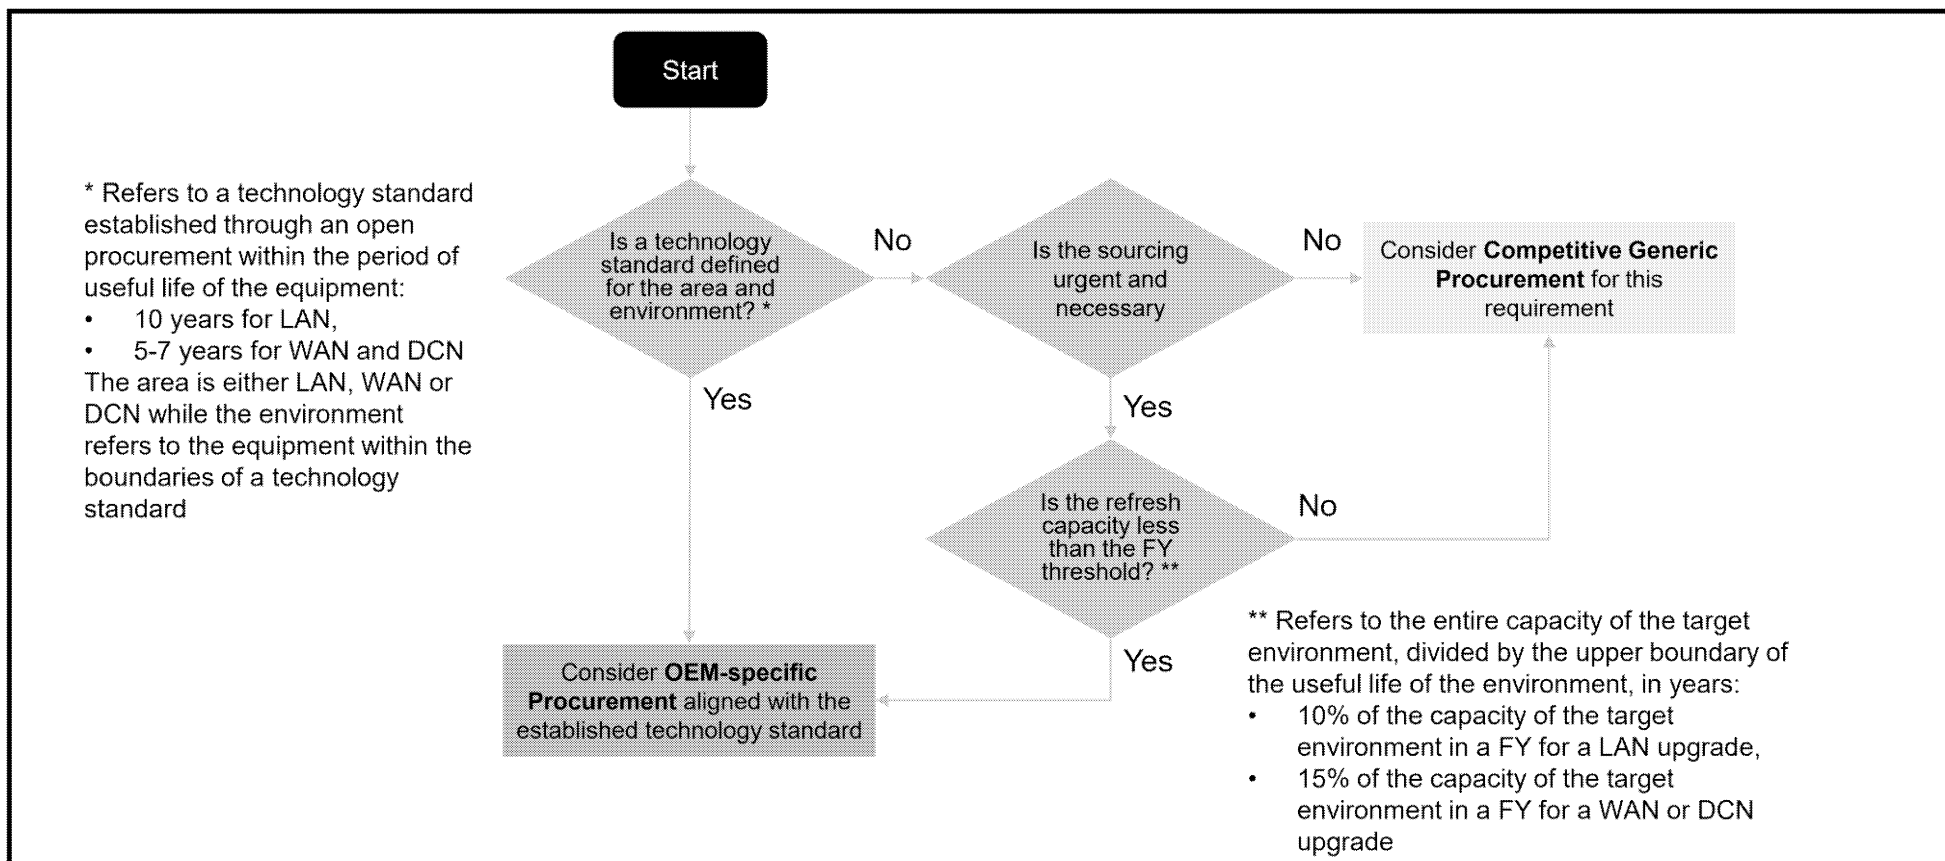 Start
* Refers to a technology standard
established through an open
procurement within the period of
useful life of the equipment:
• 10 years for LAN,
• 5-7 years for WAN and DCN
The area is either LAN, WAN or
DCN while the environment
refers to the equipment within the
boundaries of a technology
standard
Is a technology
standard defined
for the area and
environment? *
No
Is the sourcing
urgent and
necessary
No
Consider Competitive Generic
Procurement for this
requirement
Yes
Yes
Is the refresh
capacity less
than the FY
threshold? **
No
Yes
Consider OEM-specific
Procurement aligned with the
established technology standard
** Refers to the entire capacity of the target
environment, divided by the upper boundary of
the useful life of the environment, in years:
• 10% of the capacity of the target
environment in a FY for a LAN upgrade,
• 15% of the capacity of the target
environment in a FY for a WAN or DCN
upgrade